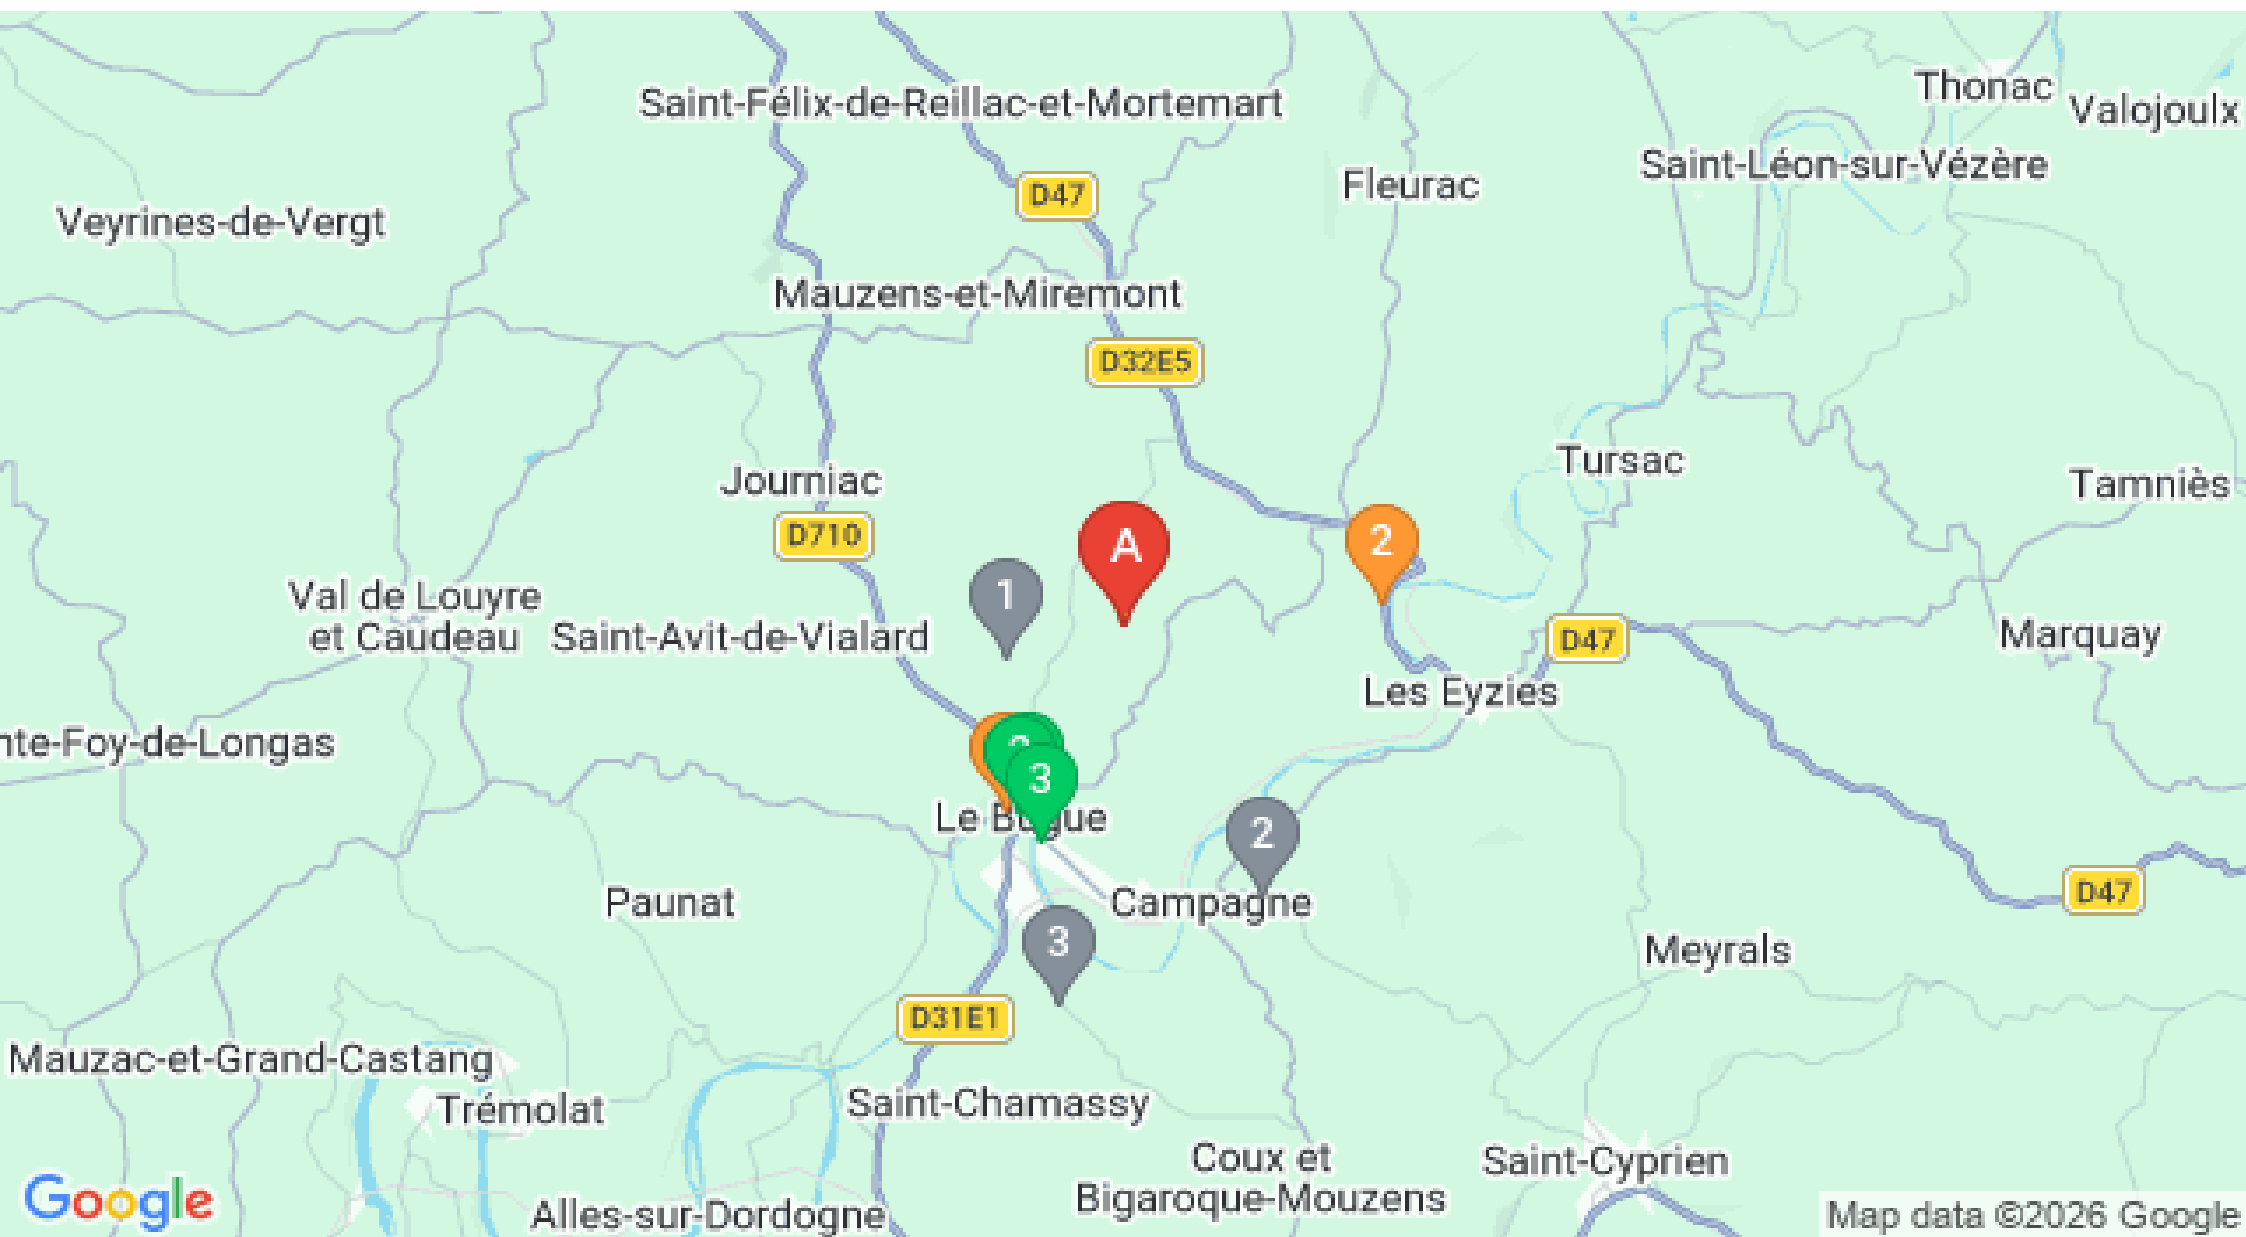 Thonac
Valojoulx
Saint-Félix-de-Reillac-et-Mortemart
Saint-Léon-sur-Vézère
Fleurac
D47
Veyrines-de-Vergt
Mauzens-et-Miremont
D32E5
Tursac
Journiac
Tamniès
D710
A
2
1
Val de Louyre
et Caudeau
Saint-Avit-de-Vialard
D47
Marquay
Les Eyzies
nte-Foy-de-Longas
3
Le Bugue
2
Paunat
Campagne
D47
3
Meyrals
D31E1
Mauzac-et-Grand-Castang
Trémolat
Saint-Chamassy
Coux et
Bigaroque-Mouzens
Saint-Cyprien
Google
Alles-sur-Dordogne
Map data ©2026 Google